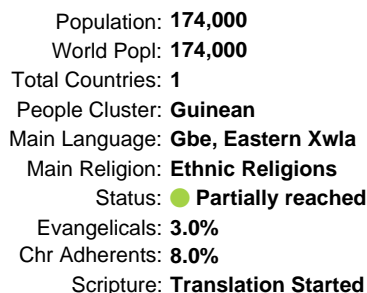 Population: 174,000
World Popl: 174,000
Total Countries: 1
People Cluster: Guinean
Main Language: Gbe, Eastern Xwla
Main Religion: Ethnic Religions
Status: Partially reached
Evangelicals: 3.0%
Chr Adherents: 8.0%
Scripture: Translation Started